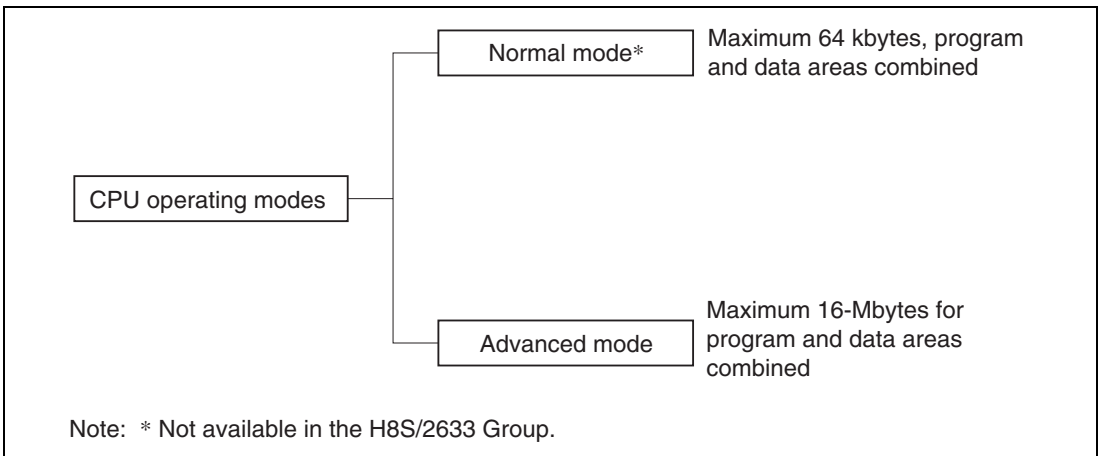 Normal mode*
Maximum 64 kbytes, program
and data areas combined
CPU operating modes
Advanced mode
Maximum 16-Mbytes for
program and data areas
combined
Note: * Not available in the H8S/2633 Group.